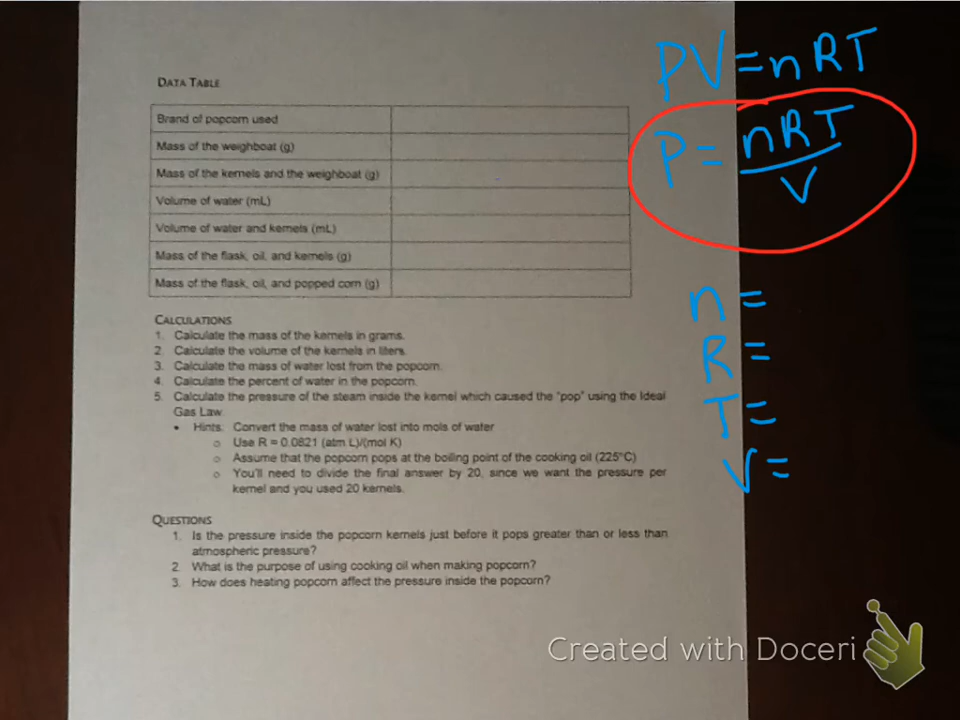 DATA TABLE
Brand of popcorn used
Mass of the weighboat (g)
Mass of the kernels and the weighboat (g)
Volume of water (mL)
Volume of water and kernels (mL)
Mass of the flask, oil, and kernels (g)
Mass of the flask, oil, and popped corn (g)
CALCULATIONS
1. Calculate the mass of the kernels in grams.
2. Calculate the volume of the kernels in liters.
3. Calculate the mass of water lost from the popcorn.
4. Calculate the percent of water in the popcorn.
5. Calculate the pressure of the steam inside the kernel which caused the "pop" using the Ideal
Gas Law.
• Hints: Convert the mass of water lost into mols of water
o Use R = 0.0821 (atm L)/(mol K)
o Assume that the popcorn pops at the boiling point of the cooking oil (225°C)
o You'll need to divide the final answer by 20, since we want the pressure per
kernel and you used 20 kernels.
QUESTIONS
1. Is the pressure inside the popcorn kernels just before it pops greater than or less than
atmospheric pressure?
2. What is the purpose of using cooking oil when making popcorn?
3. How does heating popcorn affect the pressure inside the popcorn?
PV=nRT
P=nRT
V
n=
R=
T=
V=
Created with Doceri